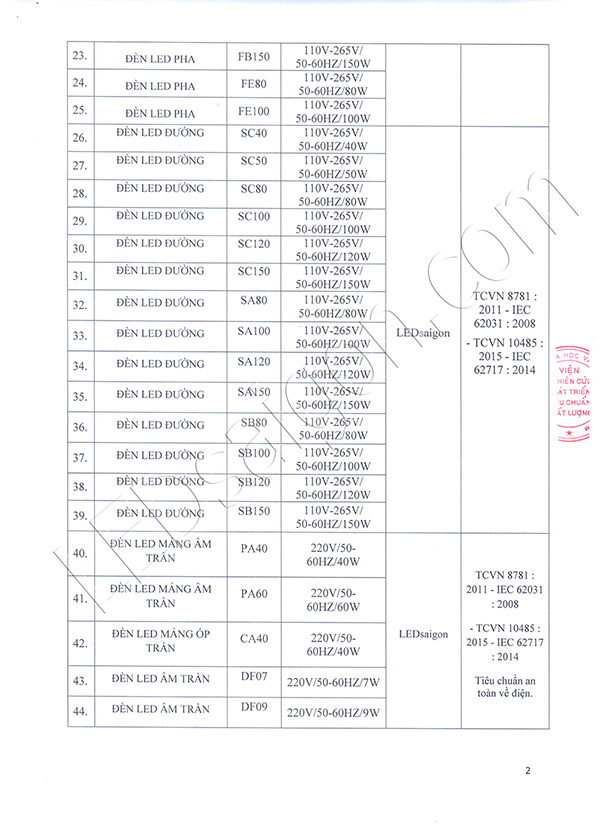 23. ĐÈN LED PHA FB150 110V-265V/
50-60HZ/150W
24. ĐÈN LED PHA FE80 110V-265V/
50-60HZ/80W
25. ĐÈN LED PHA FE100 110V-265V/
50-60HZ/100W
26. ĐÈN LED ĐƯỜNG SC40 110V-265V/
50-60HZ/40W
27. ĐÈN LED ĐƯỜNG SC50 110V-265V/
50-60HZ/50W
28. ĐÈN LED ĐƯỜNG SC80 110V-265V/
50-60HZ/80W
29. ĐÈN LED ĐƯỜNG SC100 110V-265V/
50-60HZ/100W
30. ĐÈN LED ĐƯỜNG SC120 110V-265V/
50-60HZ/120W
31. ĐÈN LED ĐƯỜNG SC150 110V-265V/
50-60HZ/150W
32. ĐÈN LED ĐƯỜNG SA80 110V-265V/
50-60HZ/80W
33. ĐÈN LED ĐƯỜNG SA100 110V-265V/
50-60HZ/100W
34. ĐÈN LED ĐƯỜNG SA120 110V-265V/
50-60HZ/120W
35. ĐÈN LED ĐƯỜNG SA150 110V-265V/
50-60HZ/150W
36. ĐÈN LED ĐƯỜNG SB80 110V-265V/
50-60HZ/80W
37. ĐÈN LED ĐƯỜNG SB100 110V-265V/
50-60HZ/100W
38. ĐÈN LED ĐƯỜNG SB120 110V-265V/
50-60HZ/120W
39. ĐÈN LED ĐƯỜNG SB150 110V-265V/
50-60HZ/150W
LEDsaigon
TCVN 8781 :
2011 - IEC
62031 : 2008
- TCVN 10485 :
2015 - IEC
62717 : 2014
40. ĐÈN LED MÁNG ÂM
TRẦN PA40 220V/50-
60HZ/40W
41. ĐÈN LED MÁNG ÂM
TRẦN PA60 220V/50-
60HZ/60W
42. ĐÈN LED MÁNG ỐP
TRẦN CA40 220V/50-
60HZ/40W
43. ĐÈN LED ÂM TRẦN DF07 220V/50-60HZ/7W
44. ĐÈN LED ÂM TRẦN DF09 220V/50-60HZ/9W
LEDsaigon
TCVN 8781 :
2011 - IEC 62031
: 2008
- TCVN 10485 :
2015 - IEC 62717
: 2014
Tiêu chuẩn an
toàn về điện.
HỌC V
VIỆN
HIÊN CỨU
ÁT TRIỂN
U CHUẨN
ẤT LƯỢNG
LEDsaigon.com
2